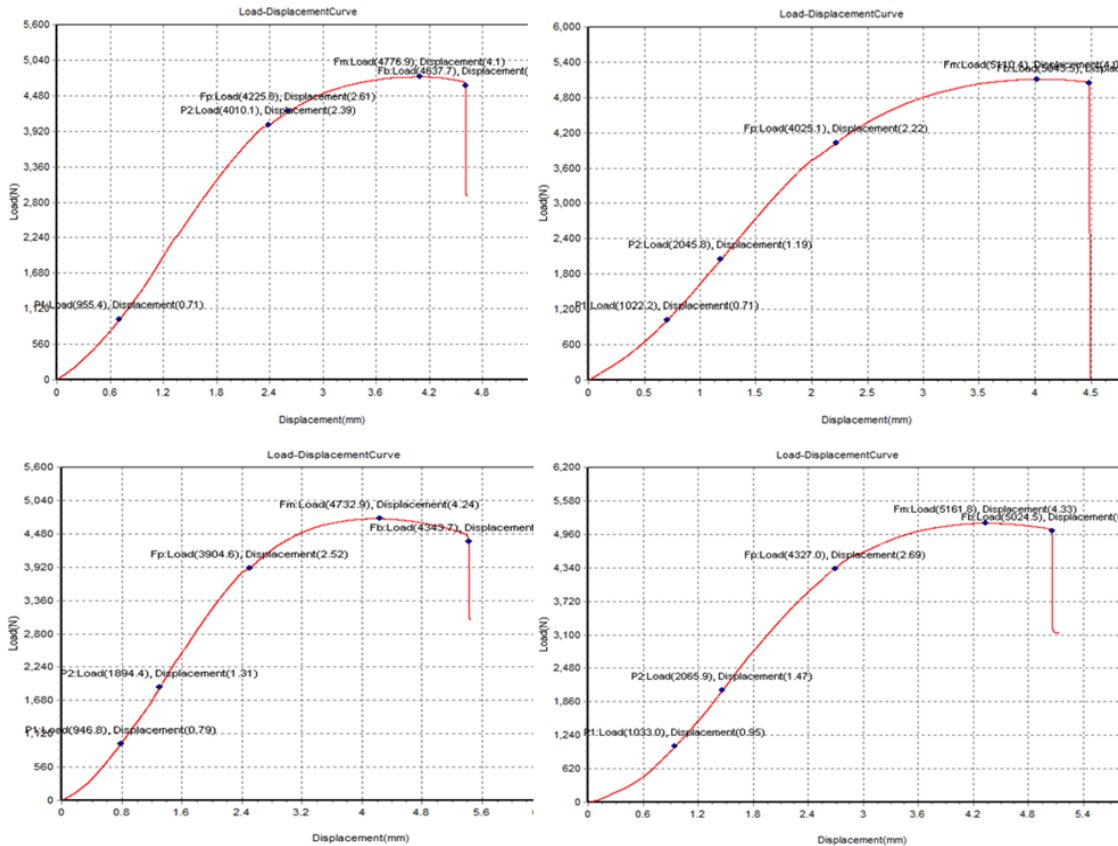 Load-DisplacementCurve
5,600
5,040
4,480
3,920
3,360
2,800
2,240
1,680
1,120
560
0
Load(N)
Fm:Load(4776.9), Displacement(4.1)
Fb:Load(4637.7), Displacement(
Fp:Load(4225.8), Displacement(2.61)
P2:Load(4010.1), Displacement(2.39)
P1:Load(955.4), Displacement(0.71)
0 0.6 1.2 1.8 2.4 3 3.6 4.2 4.8
Displacement(mm)
Load-DisplacementCurve
6,000
5,400
4,800
4,200
3,600
3,000
2,400
1,800
1,200
600
0
Load(N)
Fm:Load(5110.4), Displacement(4.0
Fp:Load(4025.1), Displacement(2.22)
P2:Load(2045.8), Displacement(1.19)
P1:Load(1022.2), Displacement(0.71)
0 0.5 1 1.5 2 2.5 3 3.5 4 4.5
Displacement(mm)
Load-DisplacementCurve
5,600
5,040
4,480
3,920
3,360
2,800
2,240
1,680
1,120
560
0
Load(N)
Fm:Load(4732.9), Displacement(4.24)
Fb:Load(4343.7), Displacement
Fp:Load(3904.6), Displacement(2.52)
P2:Load(1894.4), Displacement(1.31)
P1:Load(946.8), Displacement(0.79)
0 0.8 1.6 2.4 3.2 4 4.8 5.6
Displacement(mm)
Load-DisplacementCurve
6,200
5,580
4,960
4,340
3,720
3,100
2,480
1,860
1,240
620
0
Load(N)
Fm:Load(5161.8), Displacement(4.33)
Fb:Load(5024.5), Displacement(
Fp:Load(4327.0), Displacement(2.69)
P2:Load(2065.9), Displacement(1.47)
P1:Load(1033.0), Displacement(0.95)
0 0.6 1.2 1.8 2.4 3 3.6 4.2 4.8 5.4
Displacement(mm)